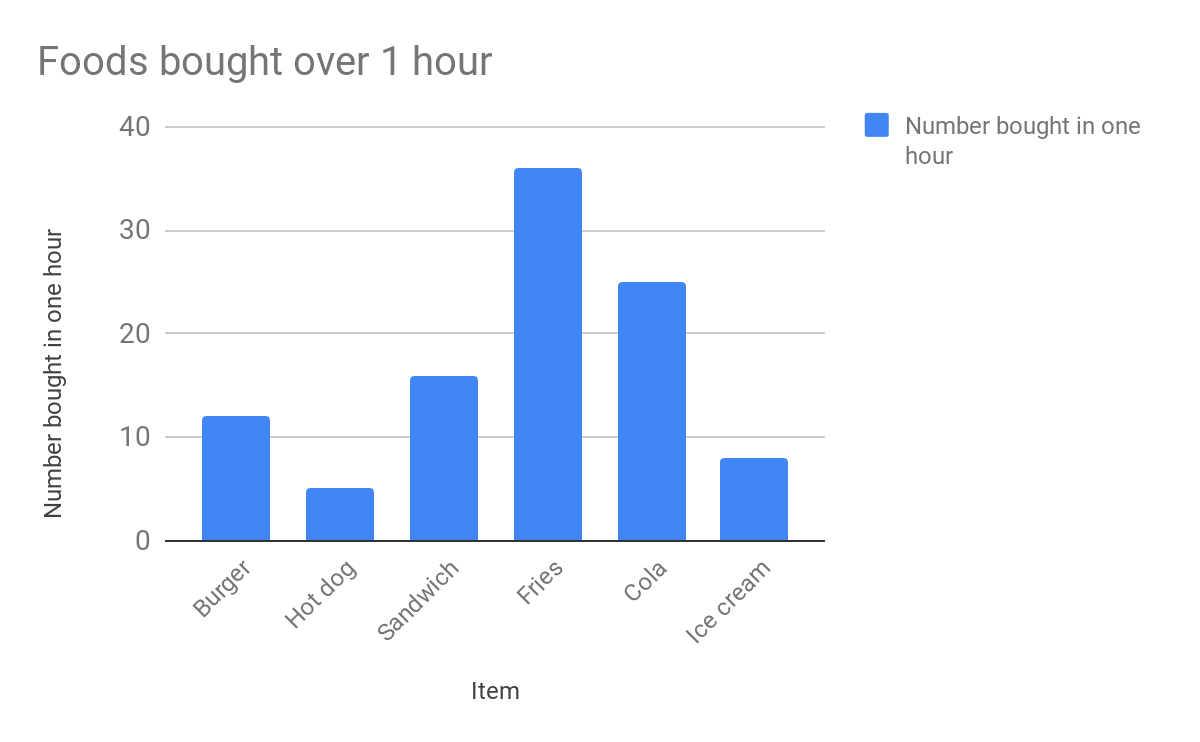 Foods bought over 1 hour
Number bought in one
hour
Number bought in one hour
40
30
20
10
0
Burger
Hot dog
Sandwich
Fries
Cola
Ice cream
Item